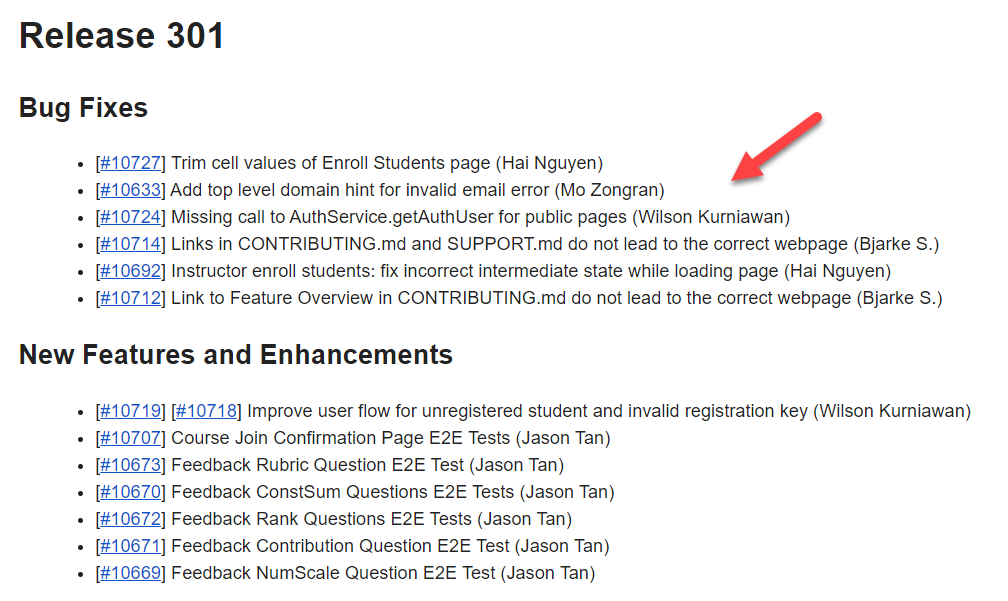 Release 301
Bug Fixes
[#10727] Trim cell values of Enroll Students page (Hai Nguyen)
[#10633] Add top level domain hint for invalid email error (Mo Zongran)
[#10724] Missing call to AuthService.getAuthUser for public pages (Wilson Kurniawan)
[#10714] Links in CONTRIBUTING.md and SUPPORT.md do not lead to the correct webpage (Bjarke S.)
[#10692] Instructor enroll students: fix incorrect intermediate state while loading page (Hai Nguyen)
[#10712] Link to Feature Overview in CONTRIBUTING.md do not lead to the correct webpage (Bjarke S.)
New Features and Enhancements
[#10719] [#10718] Improve user flow for unregistered student and invalid registration key (Wilson Kurniawan)
[#10707] Course Join Confirmation Page E2E Tests (Jason Tan)
[#10673] Feedback Rubric Question E2E Test (Jason Tan)
[#10670] Feedback ConstSum Questions E2E Tests (Jason Tan)
[#10672] Feedback Rank Questions E2E Tests (Jason Tan)
[#10671] Feedback Contribution Question E2E Test (Jason Tan)
[#10669] Feedback NumScale Question E2E Test (Jason Tan)